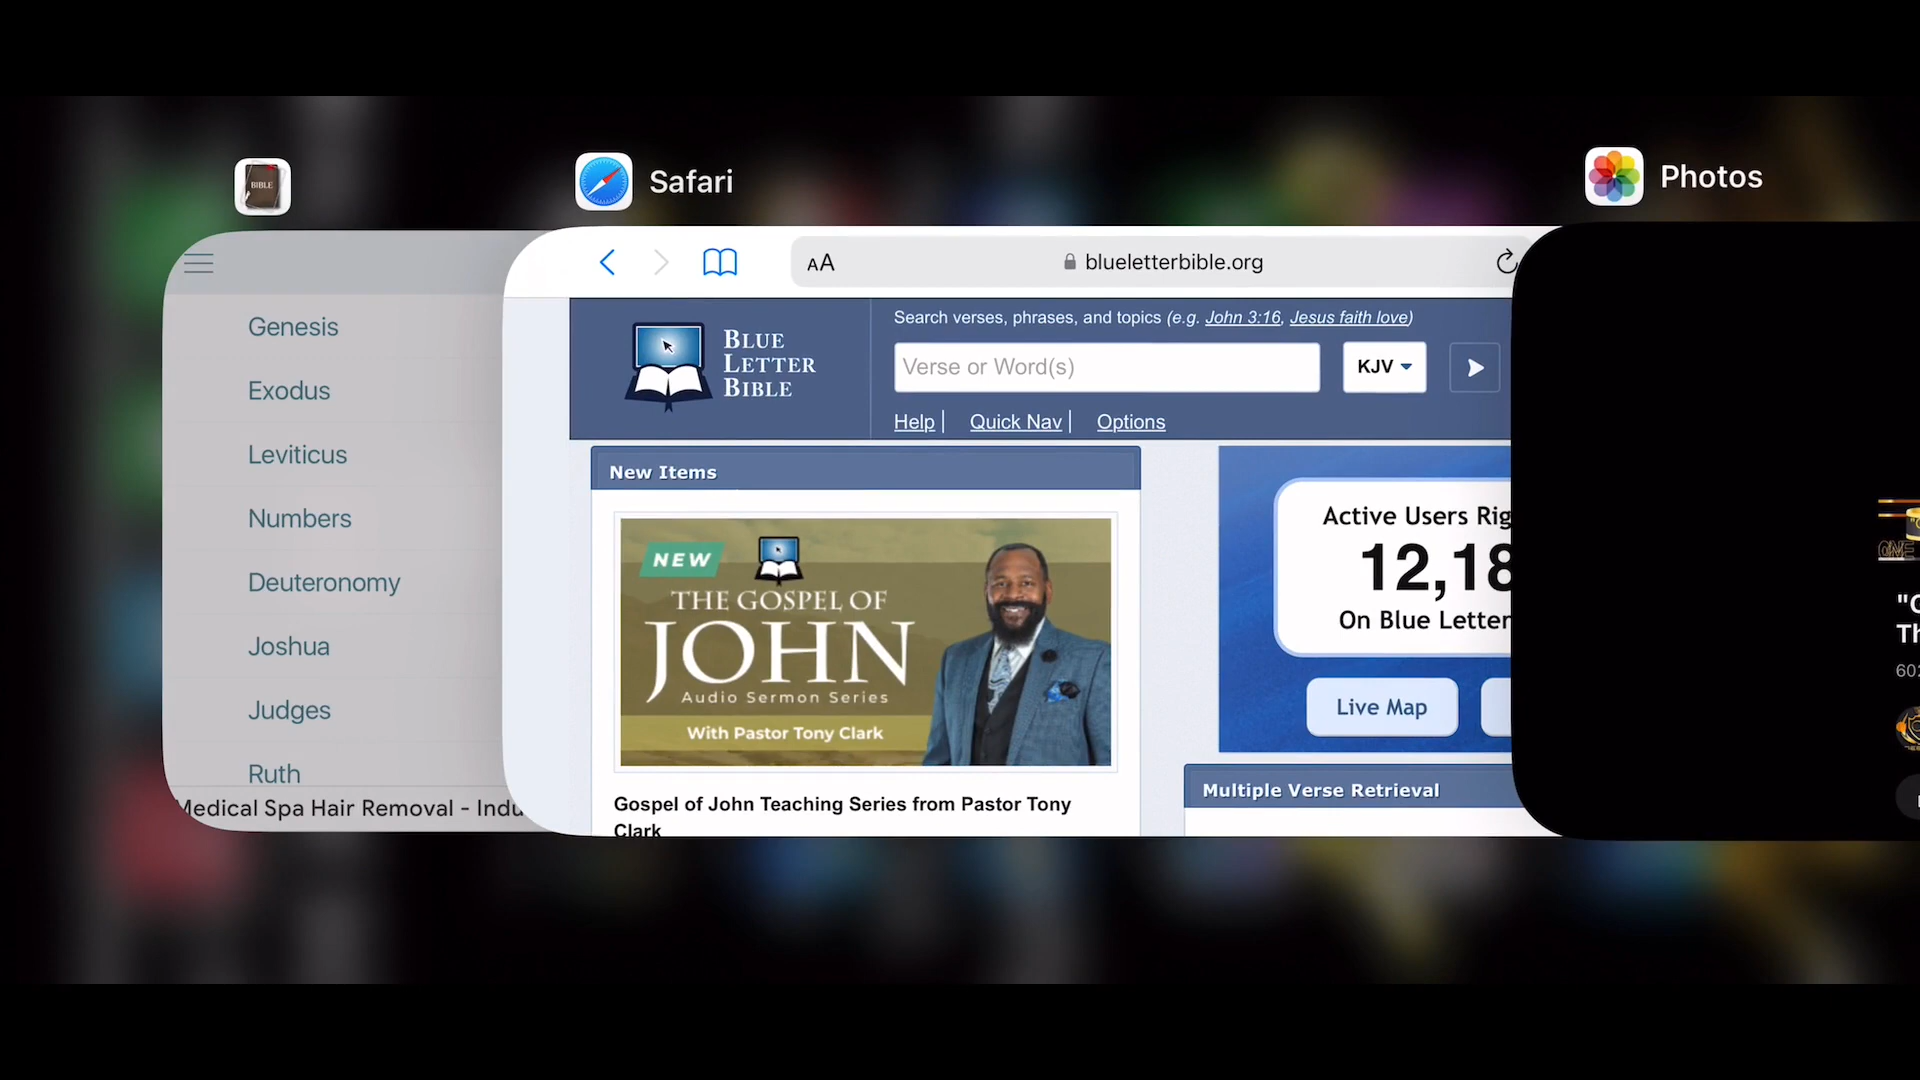 BIBLE
Safari
Photos
Genesis
Exodus
Leviticus
Numbers
Deuteronomy
Joshua
Judges
Ruth
Medical Spa Hair Removal - Indu
AA
blueletterbible.org
BLUE
LETTER
BIBLE
Search verses, phrases, and topics (e.g. John 3:16, Jesus faith love)
Verse or Word(s)
KJV
Help | Quick Nav | Options
New Items
NEW
THE GOSPEL OF
JOHN
Audio Sermon Series
With Pastor Tony Clark
Gospel of John Teaching Series from Pastor Tony
Clark
Active Users Rig
12,18
On Blue Letter
Live Map
Multiple Verse Retrieval
ONE
Th
602